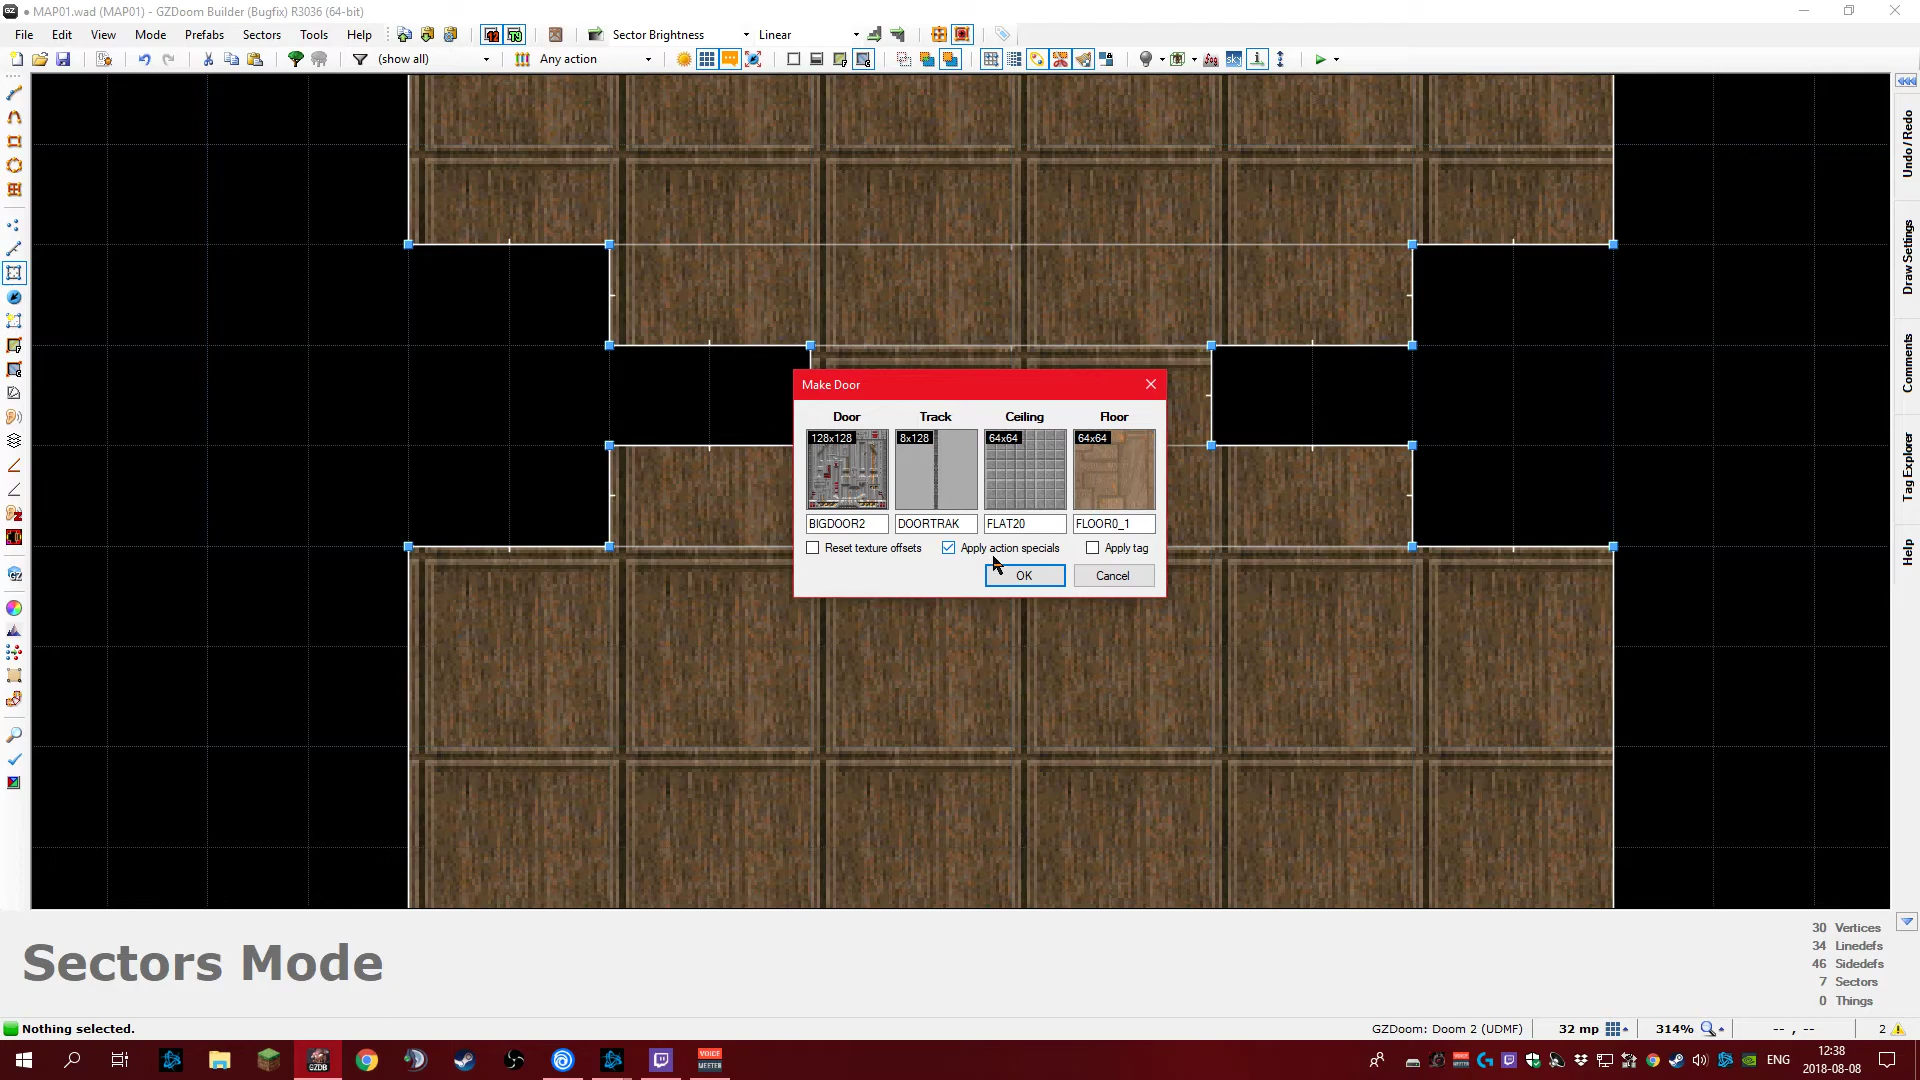 MAP01.wad (MAP01) - GZDoom Builder (Bugfix) R3036 (64-bit)
File Edit View Mode Prefabs Sectors Tools Help
Sector Brightness
Linear
(show all)
Any action
Undo / Redo
Draw Settings
Comments
Tag Explorer
Help
Make Door
Door Track Ceiling Floor
128x128 8x128 64x64 64x64
BIGDOOR2 DOORTRAK FLAT20 FLOOR0_1
Reset texture offsets Apply action specials Apply tag
OK Cancel
Sectors Mode
30 Vertices
34 Linedefs
46 Sidedefs
7 Sectors
0 Things
Nothing selected.
GZDoom: Doom 2 (UDMF) 32 mp 314% -- , -- 2
GZDB
VOICE MEETER
ENG
12:38
2018-08-08